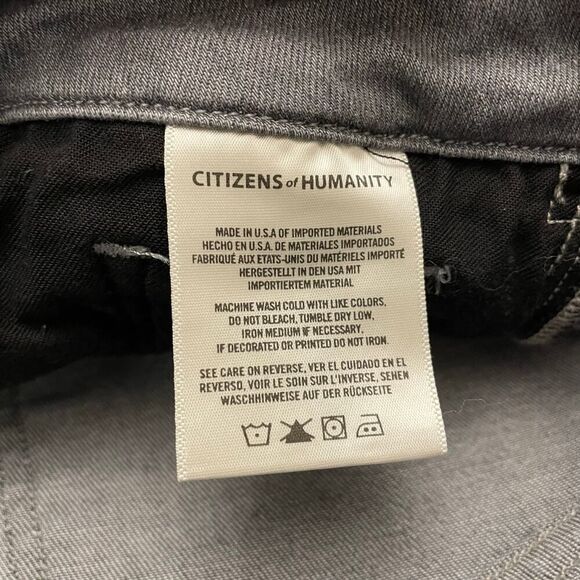 CITIZENS of HUMANITY
MADE IN U.S.A OF IMPORTED MATERIALS
HECHO EN U.S.A. DE MATERIALES IMPORTADOS
FABRIQUÉ AUX ETATS-UNIS DU MATÉRIELS IMPORTÉ
HERGESTELLT IN DEN USA MIT
IMPORTIERTEM MATERIAL
MACHINE WASH COLD WITH LIKE COLORS,
DO NOT BLEACH, TUMBLE DRY LOW,
IRON MEDIUM IF NECESSARY.
IF DECORATED OR PRINTED DO NOT IRON.
SEE CARE ON REVERSE, VER EL CUIDADO EN EL
REVERSO, VOIR LE SOIN SUR L'INVERSE, SEHEN
WASCHHINWEISE AUF DER RÜCKSEITE